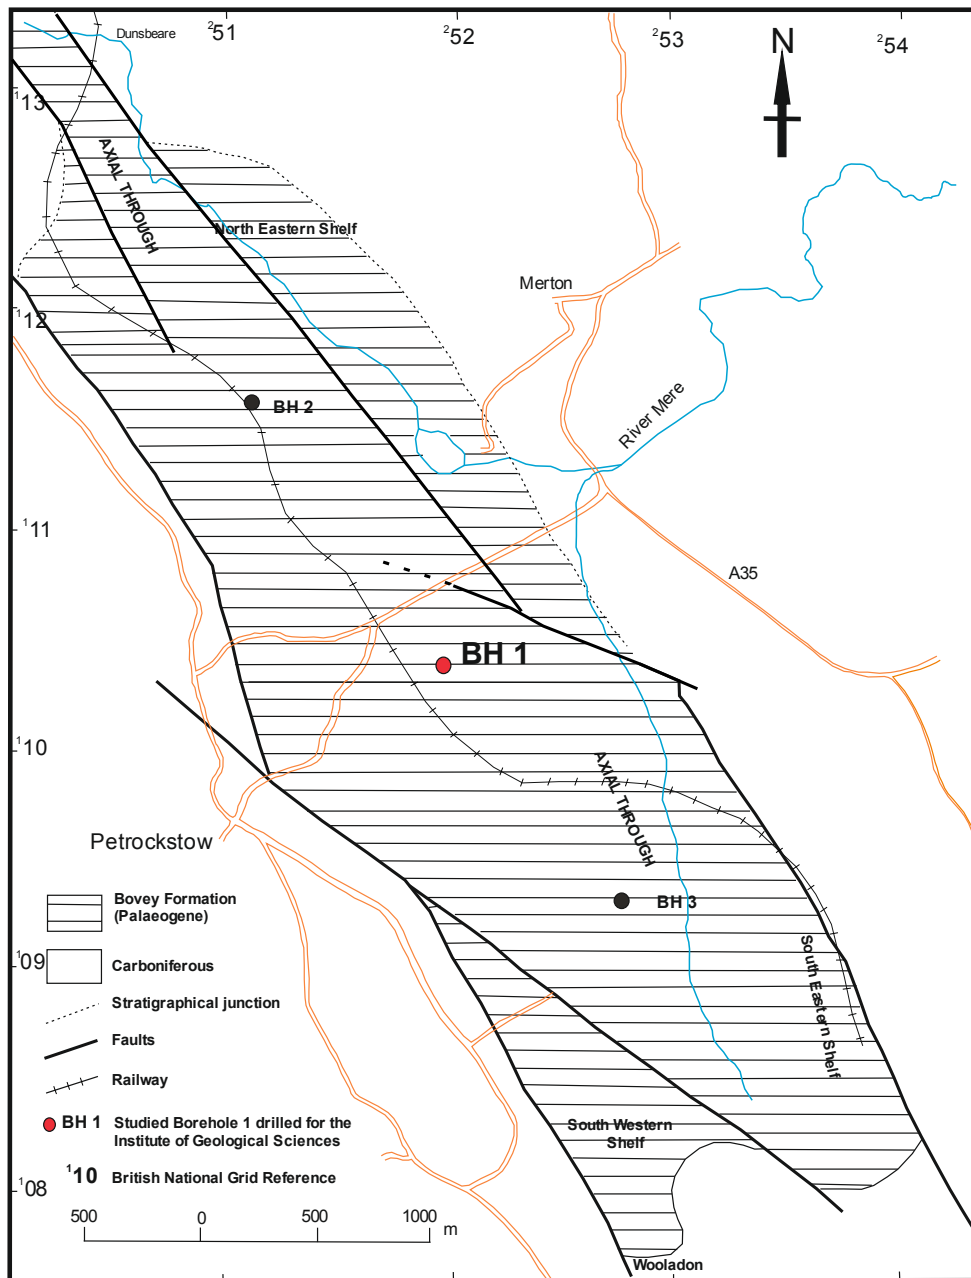 Dunsbeare
²51
²52
²53
²54
N
¹13
AXIAL THROUGH
North Eastern Shelf
Merton
¹12
BH 2
River Mere
¹11
A35
BH 1
¹10
AXIAL THROUGH
Petrockstow
BH 3
Bovey Formation
(Palaeogene)
Carboniferous
¹09
South Eastern Shelf
Stratigraphical junction
Faults
Railway
BH 1 Studied Borehole 1 drilled for the
Institute of Geological Sciences
South Western
Shelf
¹10 British National Grid Reference
¹08
500 0 500 1000 m
Wooladon